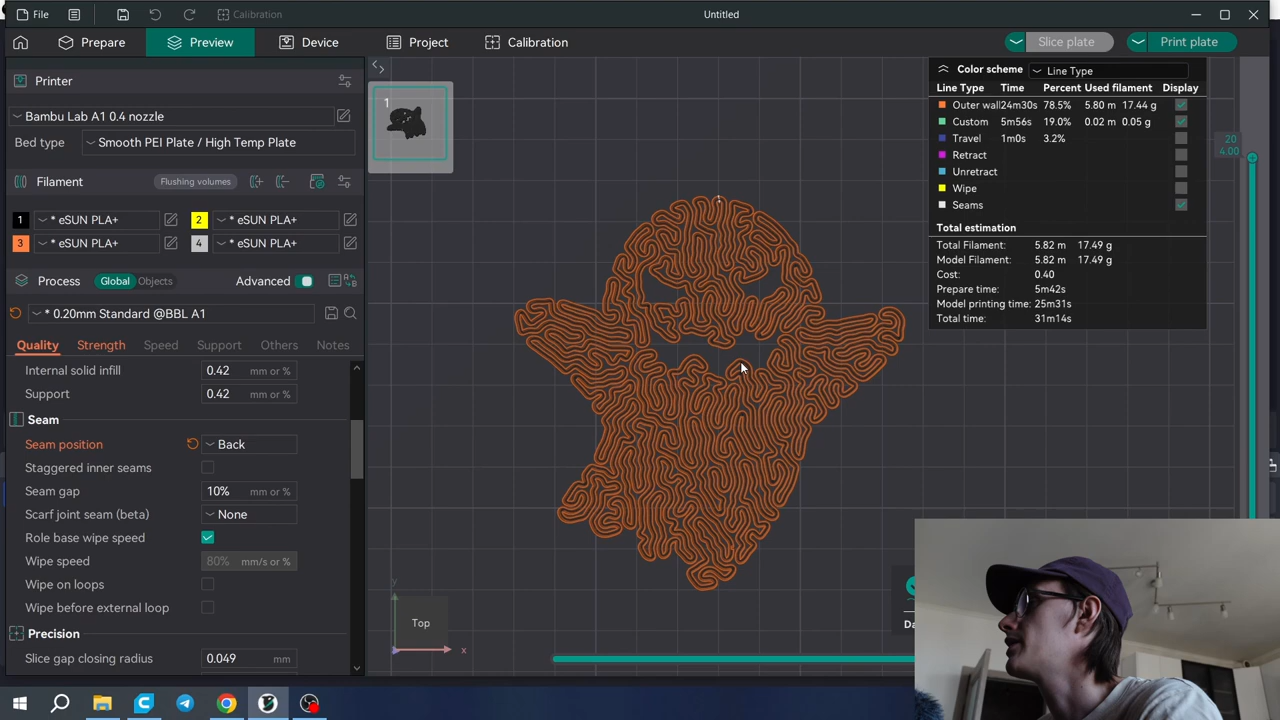 File
Calibration
Untitled
Prepare
Preview
Device
Project
Calibration
Slice plate
Print plate
Printer
Bambu Lab A1 0.4 nozzle
Bed type
Smooth PEI Plate / High Temp Plate
Filament
Flushing volumes
1
* eSUN PLA+
2
* eSUN PLA+
3
* eSUN PLA+
4
* eSUN PLA+
Process
Global
Objects
Advanced
* 0.20mm Standard @BBL A1
Quality
Strength
Speed
Support
Others
Notes
Internal solid infill 0.42 mm or %
Support 0.42 mm or %
Seam
Seam position Back
Staggered inner seams
Seam gap 10% mm or %
Scarf joint seam (beta) None
Role base wipe speed
Wipe speed 80% mm/s or %
Wipe on loops
Wipe before external loop
Precision
Slice gap closing radius 0.049 mm
1
Top
y
x
Color scheme Line Type
Line Type Time Percent Used filament Display
Outer wall 24m30s 78.5% 5.80 m 17.44 g
Custom 5m56s 19.0% 0.02 m 0.05 g
Travel 1m0s 3.2%
Retract
Unretract
Wipe
Seams
Total estimation
Total Filament: 5.82 m 17.49 g
Model Filament: 5.82 m 17.49 g
Cost: 0.40
Prepare time: 5m42s
Model printing time: 25m31s
Total time: 31m14s
20
4.00
Da